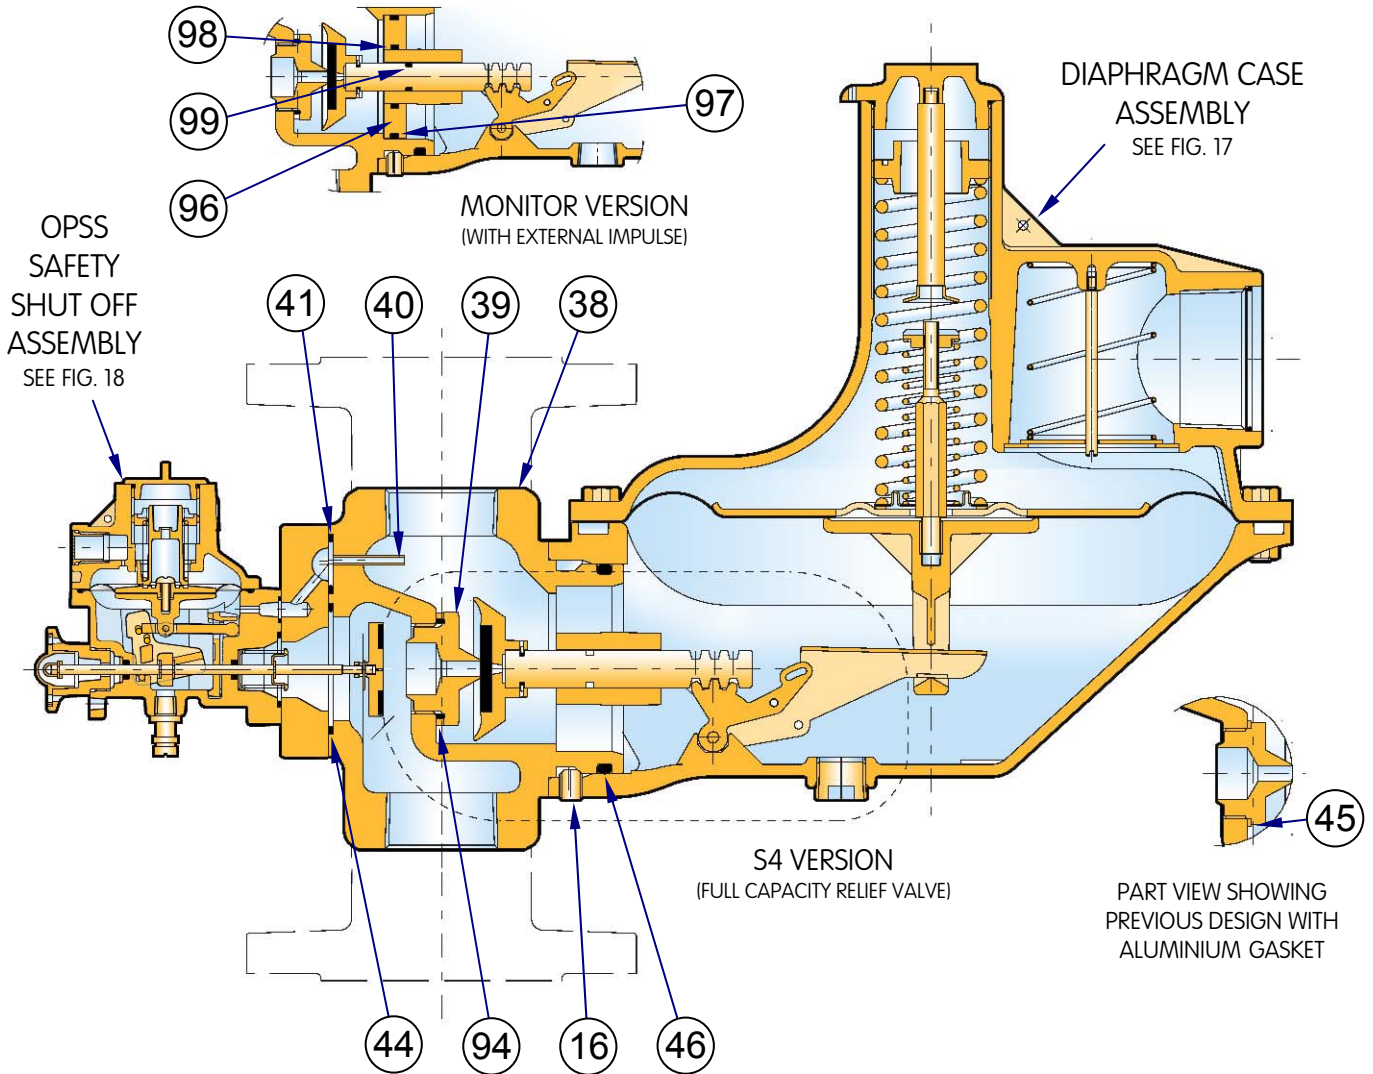 98
99
97
96
MONITOR VERSION
(WITH EXTERNAL IMPULSE)
DIAPHRAGM CASE
ASSEMBLY
SEE FIG. 17
OPSS
SAFETY
SHUT OFF
ASSEMBLY
SEE FIG. 18
41
40
39
38
45
S4 VERSION
(FULL CAPACITY RELIEF VALVE)
PART VIEW SHOWING
PREVIOUS DESIGN WITH
ALUMINIUM GASKET
44
94
16
46